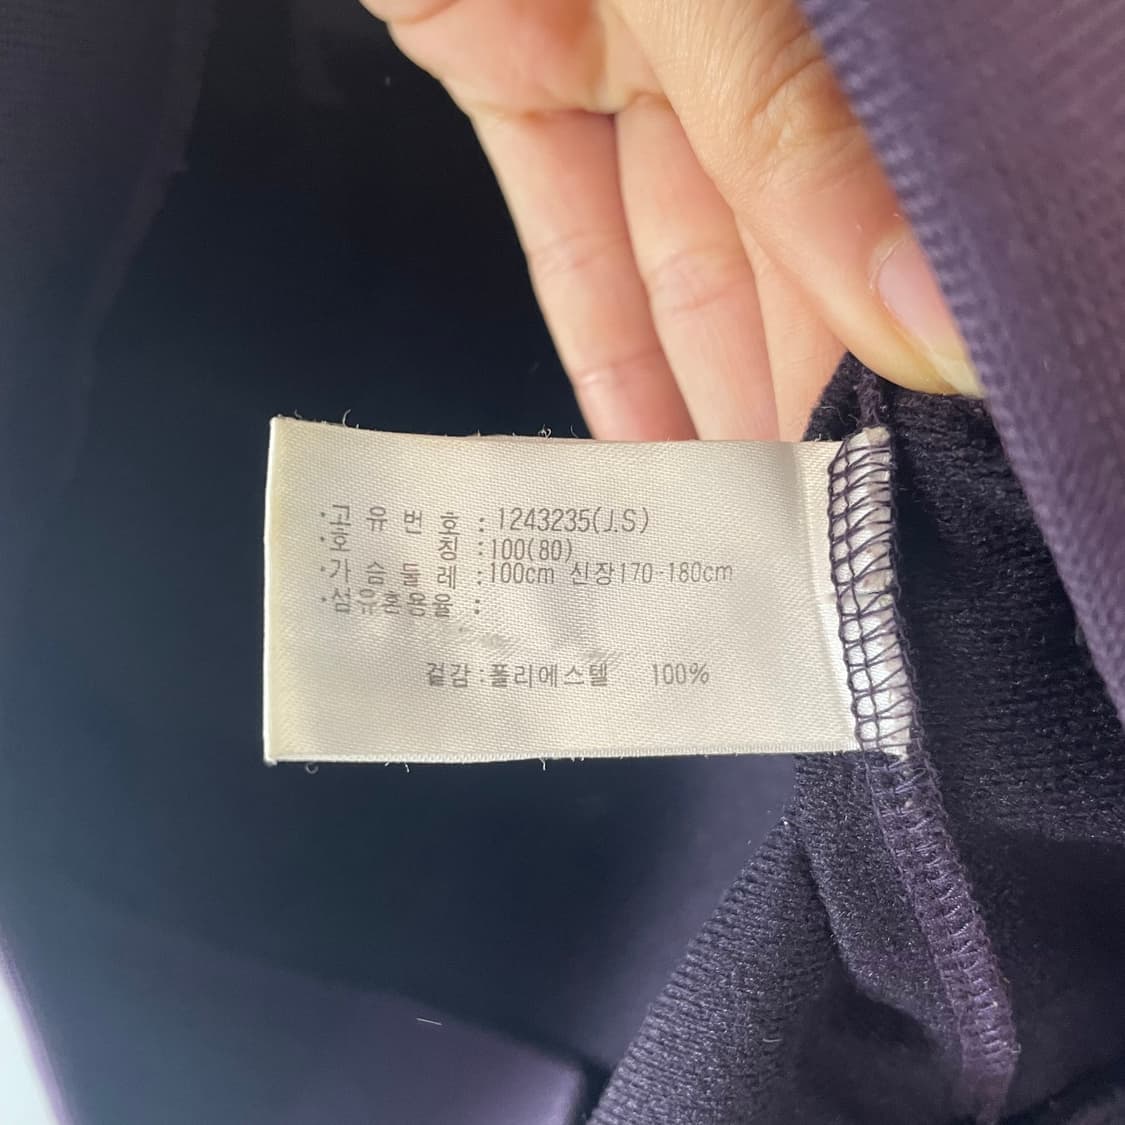 ·고 유 번 호 : 1243235(J.S)
·호 칭 :100(80)
·가 슴 둘 레 :100cm 신장170-180cm
·섬유혼용율 :
겉감 :폴리에스텔 100%